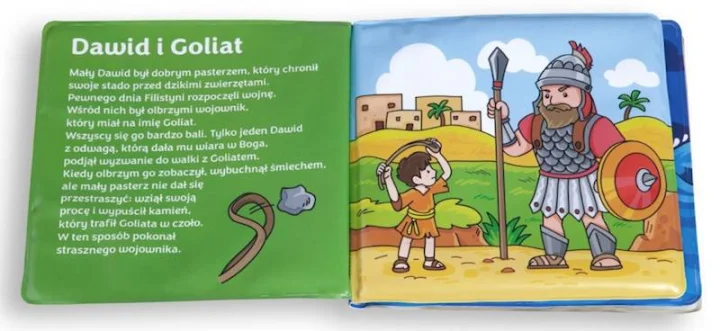 Dawid i Goliat
Mały Dawid był dobrym pasterzem, który chronił
swoje stado przed dzikimi zwierzętami.
Pewnego dnia Filistyni rozpoczęli wojnę.
Wśród nich był olbrzymi wojownik,
który miał na imię Goliat.
Wszyscy się go bardzo bali. Tylko jeden Dawid
z odwagą, którą dała mu wiara w Boga,
podjął wyzwanie do walki z Goliatem.
Kiedy olbrzym go zobaczył, wybuchnął śmiechem,
ale mały pasterz nie dał się
przestraszyć: wziął swoją
procę i wypuścił kamień,
który trafił Goliata w czoło.
W ten sposób pokonał
strasznego wojownika.